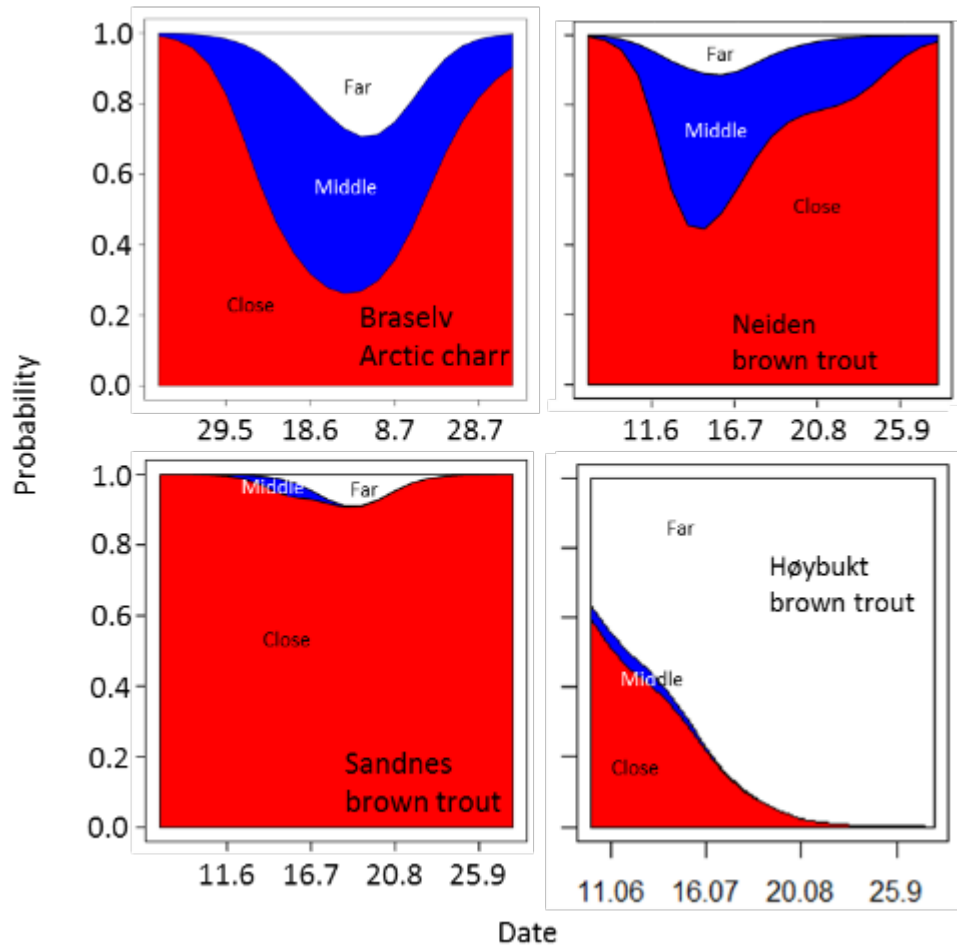 Probability
1.0
0.8
0.6
0.4
0.2
0.0
Far
Middle
Close
Braselv
Arctic charr
29.5 18.6 8.7 28.7
Far
Middle
Close
Neiden
brown trout
11.6 16.7 20.8 25.9
1.0
0.8
0.6
0.4
0.2
0.0
Middle Far
Close
Sandnes
brown trout
11.6 16.7 20.8 25.9
Far
Høybukt
brown trout
Middle
Close
11.06 16.07 20.08 25.9
Date